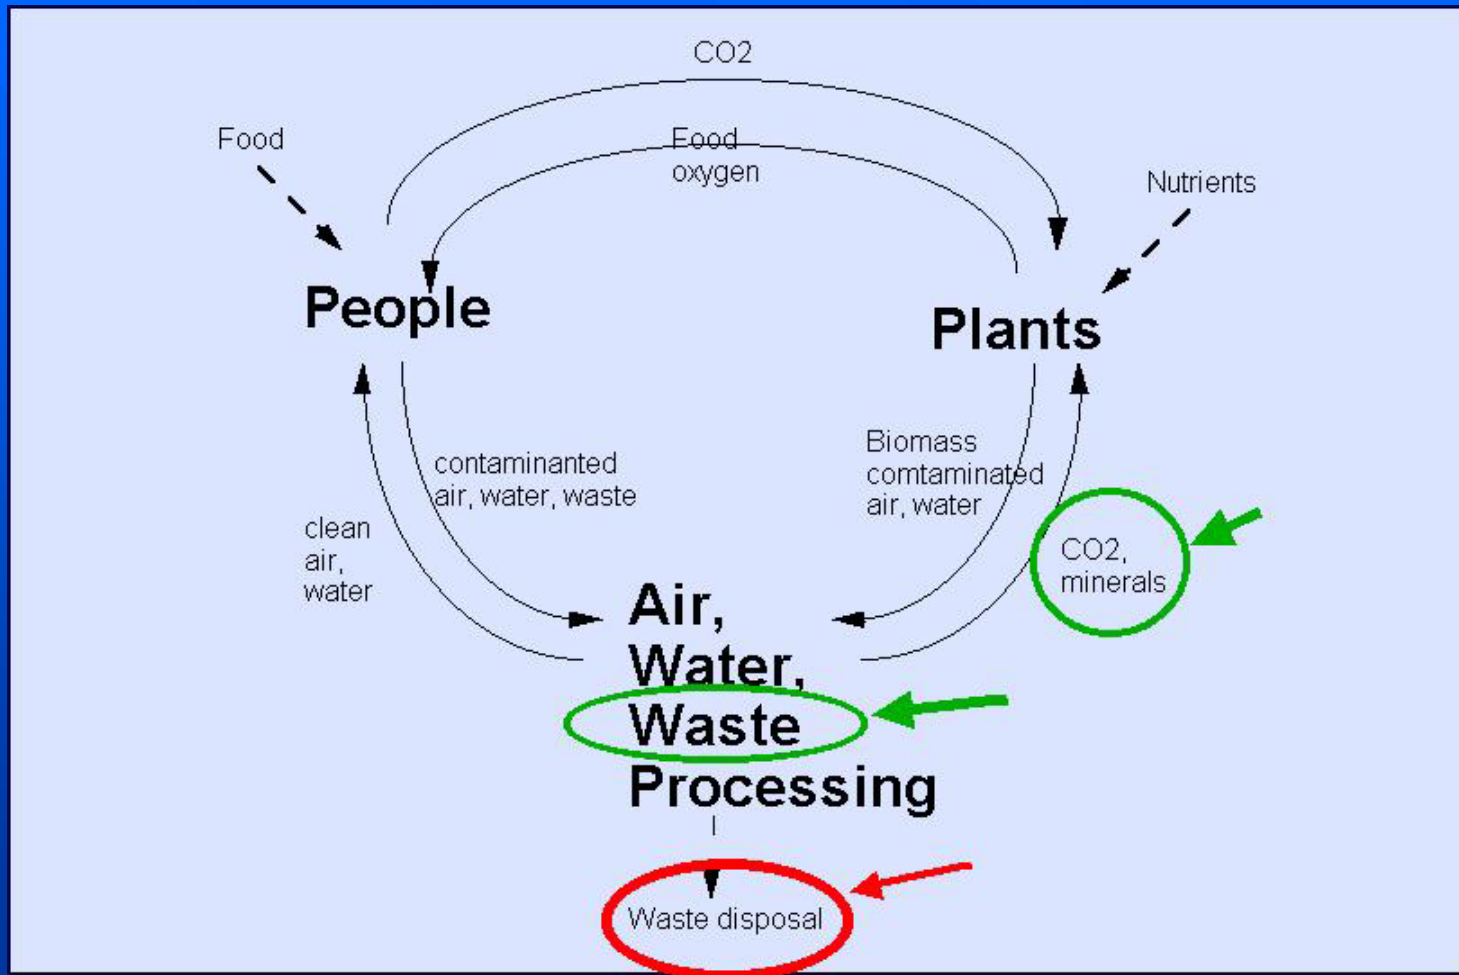 CO2
Food
Food
oxygen
Nutrients
People
Plants
contaminanted
air, water, waste
Biomass
comtaminated
air, water
clean
air,
water
CO2,
minerals
Air,
Water,
Waste
Processing
Waste disposal